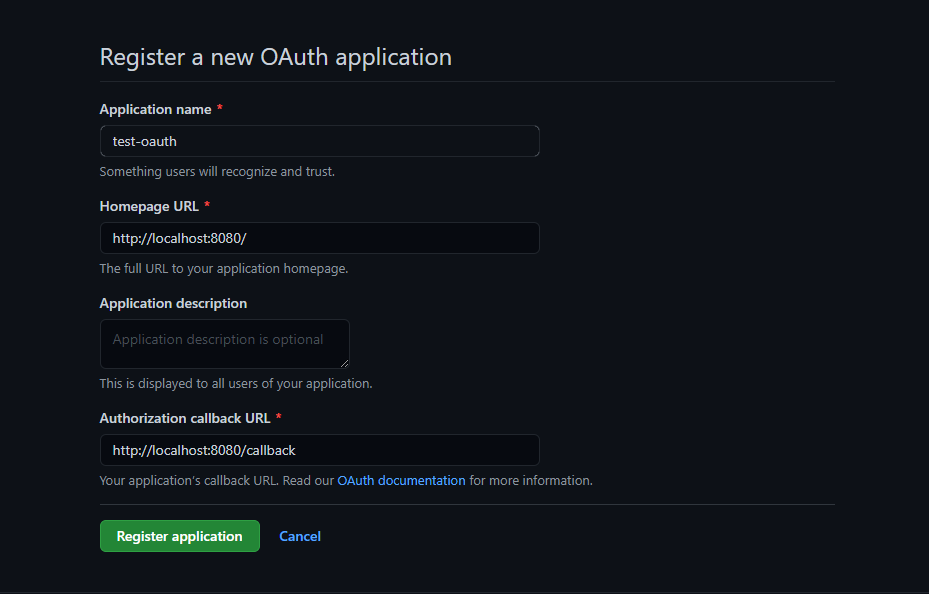 Register a new OAuth application
Application name *
test-oauth
Something users will recognize and trust.
Homepage URL *
http://localhost:8080/
The full URL to your application homepage.
Application description
Application description is optional
This is displayed to all users of your application.
Authorization callback URL *
http://localhost:8080/callback
Your application's callback URL. Read our OAuth documentation for more information.
Register application Cancel